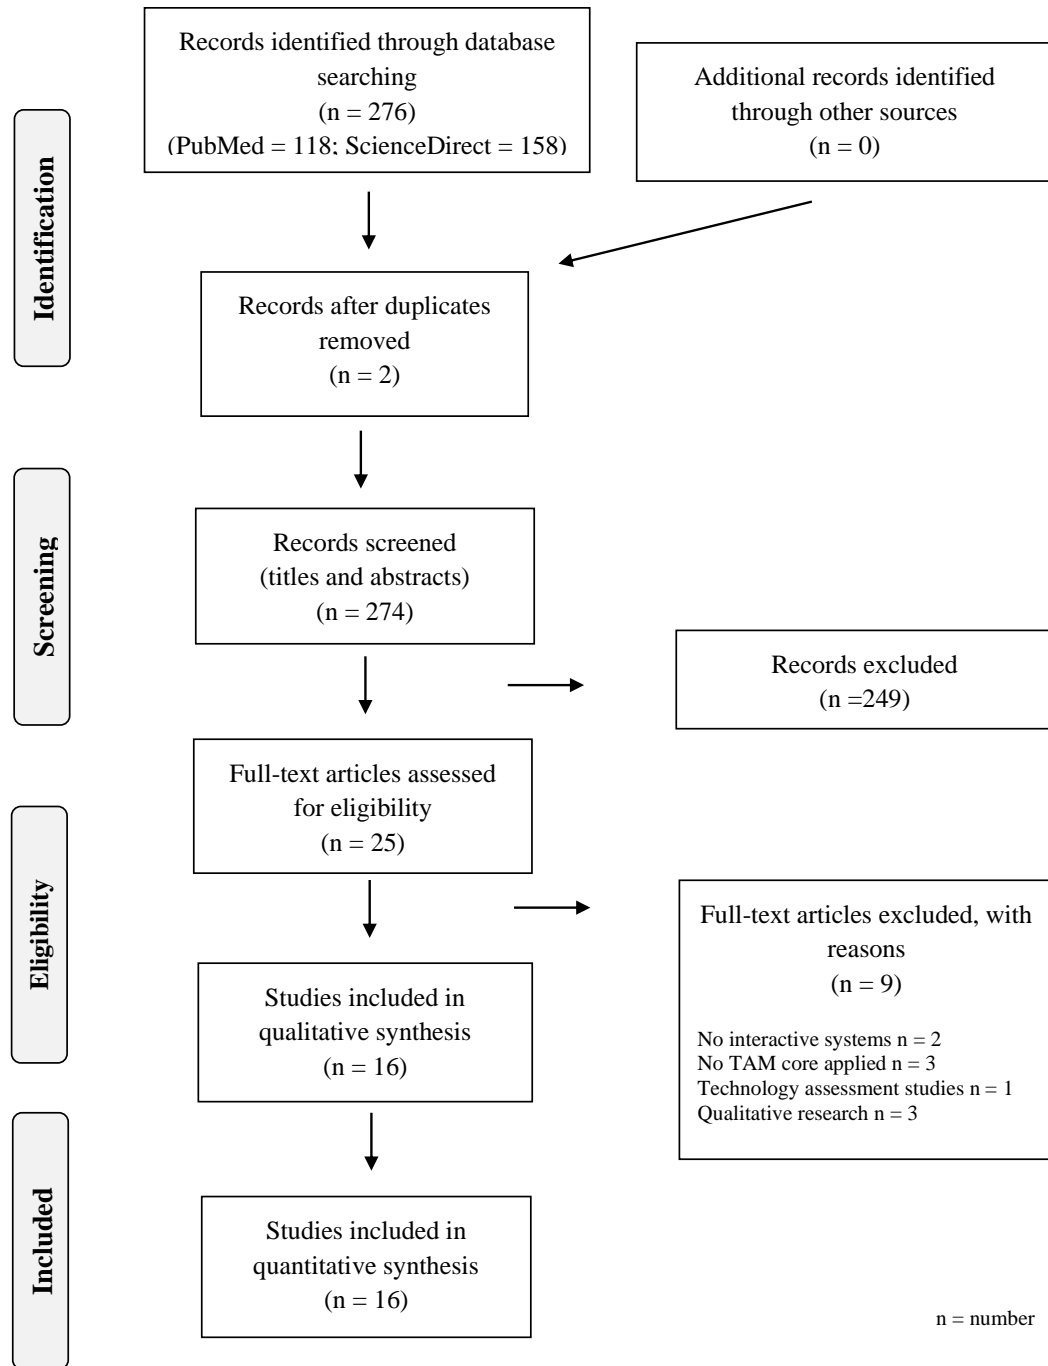 Records identified through database
searching
(n = 276)
(PubMed = 118; ScienceDirect = 158)
Additional records identified
through other sources
(n = 0)
Identification
Records after duplicates
removed
(n = 2)
Screening
Records screened
(titles and abstracts)
(n = 274)
Records excluded
(n =249)
Full-text articles assessed
for eligibility
(n = 25)
Eligibility
Full-text articles excluded, with
reasons
(n = 9)
No interactive systems n = 2
No TAM core applied n = 3
Technology assessment studies n = 1
Qualitative research n = 3
Studies included in
qualitative synthesis
(n = 16)
Included
Studies included in
quantitative synthesis
(n = 16)
n = number